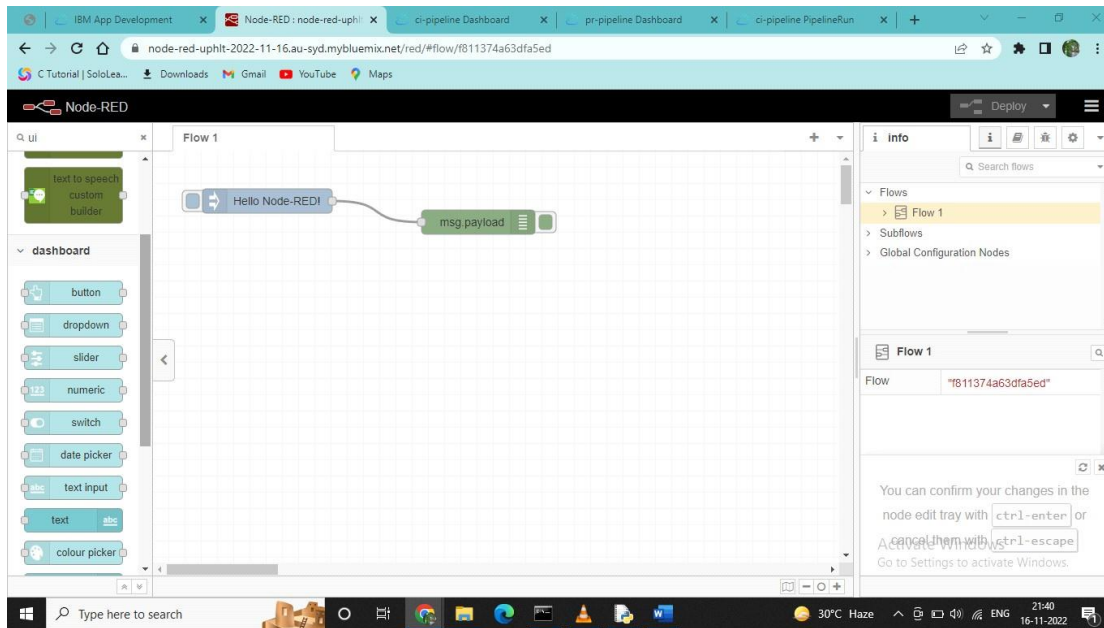 IBM App Development
Node-RED : node-red-uphl
ci-pipeline Dashboard
pr-pipeline Dashboard
ci-pipeline PipelineRun
node-red-uphlt-2022-11-16.au-syd.mybluemix.net/red/#flow/f811374a63dfa5ed
C Tutorial | SoloLea...
Downloads
Gmail
YouTube
Maps
Node-RED
Deploy
ui
Flow 1
info
i
Search flows
text to speech
custom
builder
Hello Node-RED!
msg.payload
Flows
Flow 1
Subflows
Global Configuration Nodes
dashboard
button
dropdown
slider
123 numeric
switch
date picker
abc text input
text abc
colour picker
Flow 1
Flow "f811374a63dfa5ed"
You can confirm your changes in the
node edit tray with ctrl-enter or
cancel them with ctrl-escape
Activate Windows
Go to Settings to activate Windows.
Type here to search
30°C Haze
ENG
21:40
16-11-2022